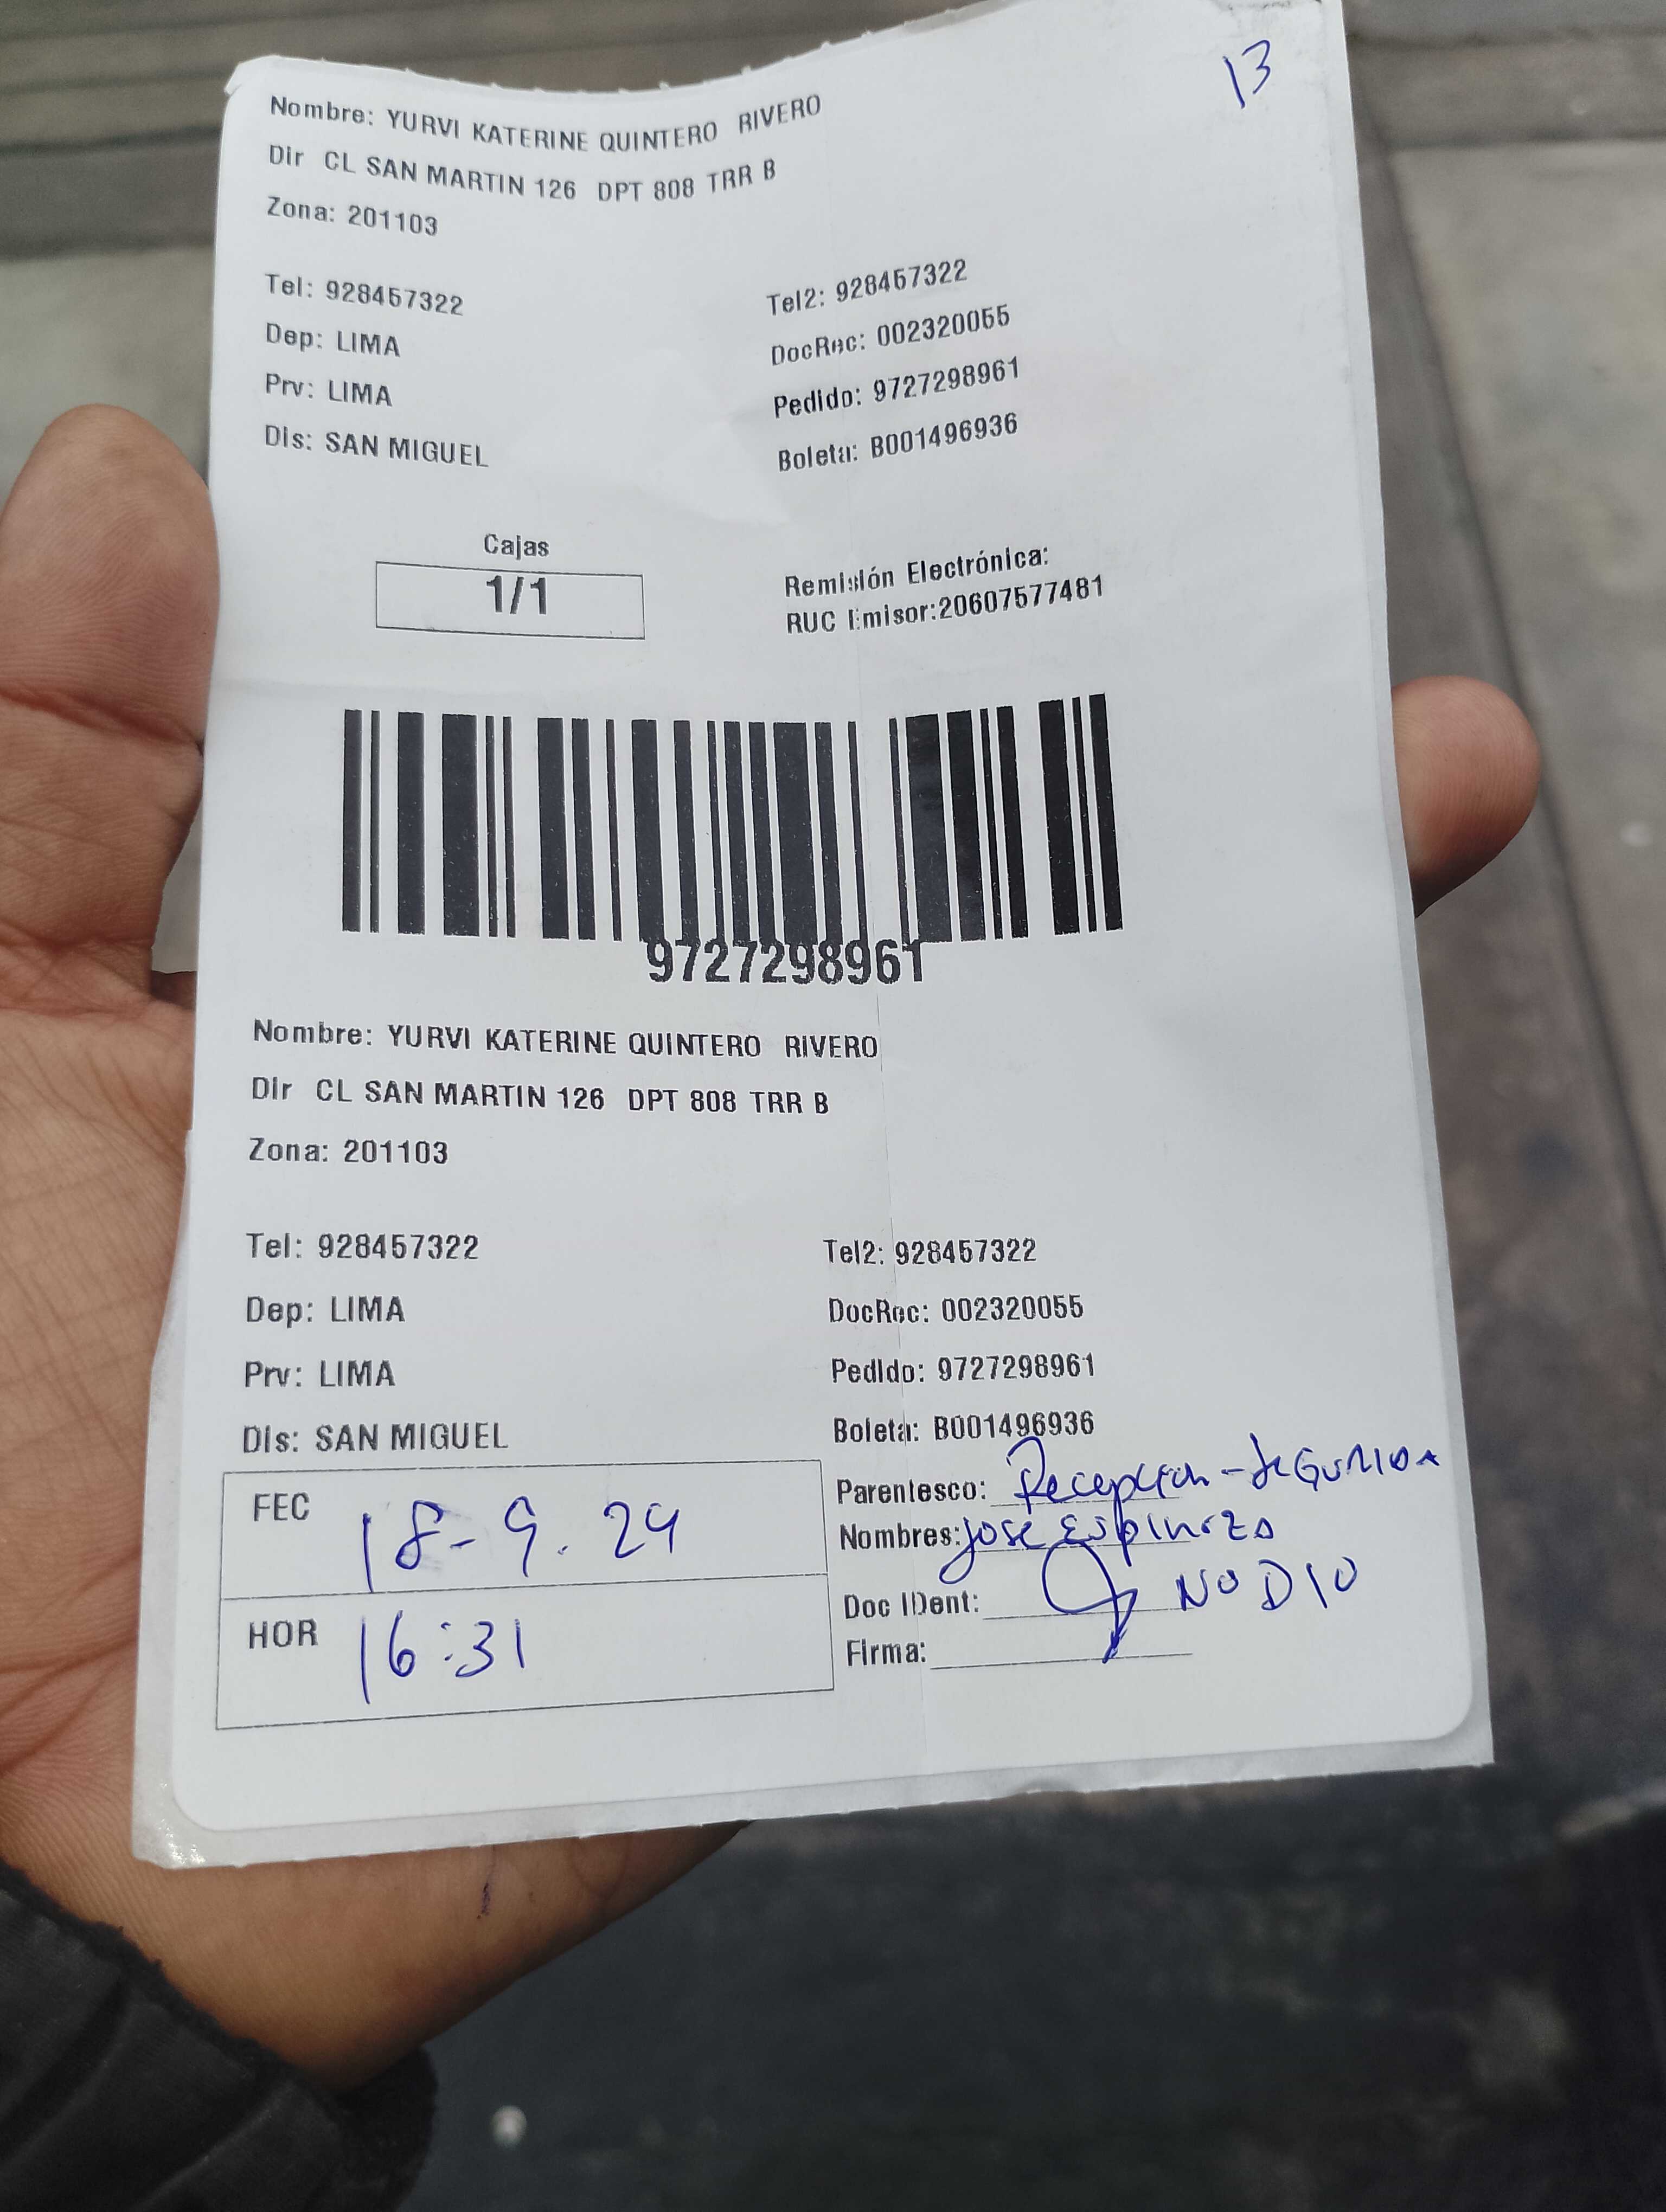 13
Nombre: YURVI KATERINE QUINTERO RIVERO
Dir CL SAN MARTIN 126 DPT 808 TRR B
Zona: 201103
Tel: 928457322 Tel2: 928457322
Dep: LIMA DocRec: 002320055
Prv: LIMA Pedido: 9727298961
Dis: SAN MIGUEL Boleta: B001496936
Cajas
1/1
Remisión Electrónica:
RUC Emisor:20607577481
9727298961
Nombre: YURVI KATERINE QUINTERO RIVERO
Dir CL SAN MARTIN 126 DPT 808 TRR B
Zona: 201103
Tel: 928457322 Tel2: 928457322
Dep: LIMA DocRec: 002320055
Prv: LIMA Pedido: 9727298961
Dis: SAN MIGUEL Boleta: B001496936
FEC 18-9.24
HOR 16:31
Parentesco: Recepcion - SEGURIDA
Nombres: Jose Espinoza
Doc IDent: NO DIO
Firma: